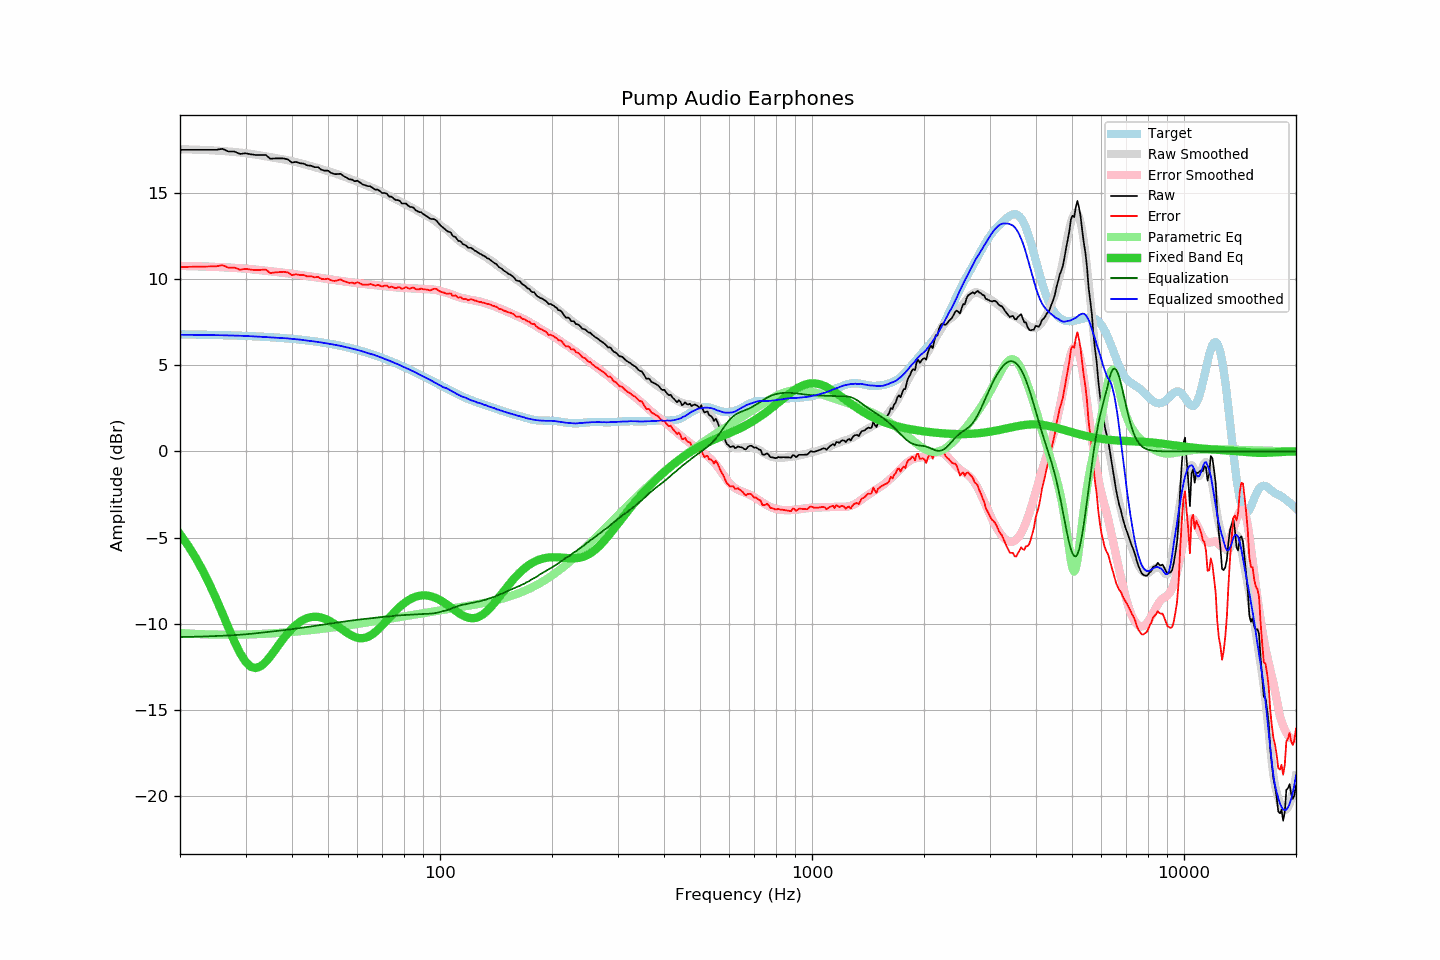 Pump Audio Earphones
Target
Raw Smoothed
Error Smoothed
Raw
Error
Parametric Eq
Fixed Band Eq
Equalization
Equalized smoothed
Amplitude (dBr)
15
10
5
0
−5
−10
−15
−20
100
1000
10000
Frequency (Hz)